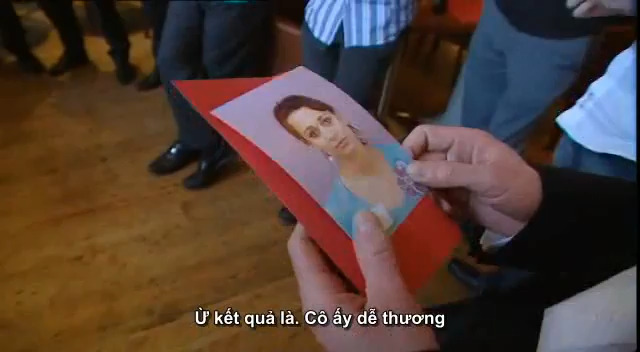 Ừ kết quả là. Cô ấy dễ thương